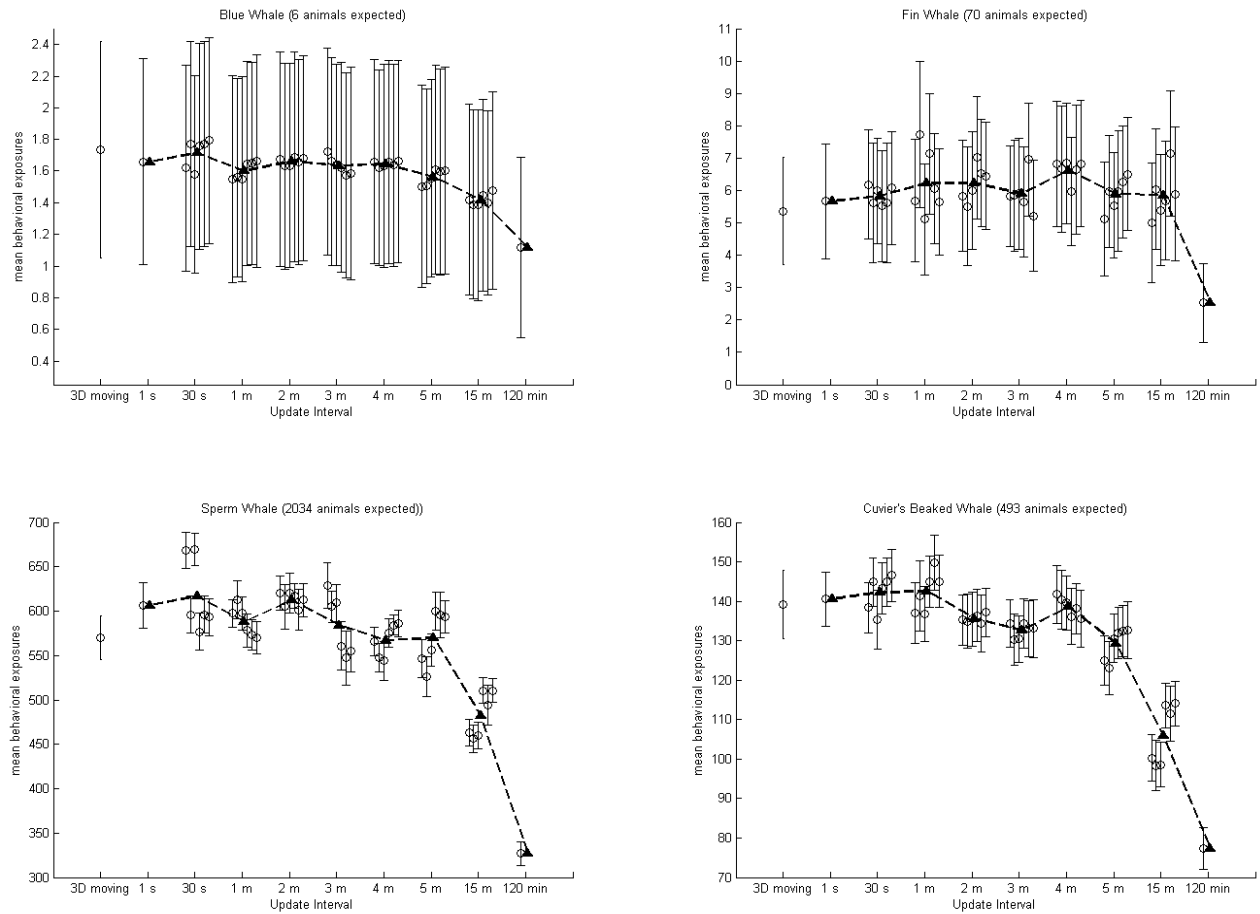 Blue Whale (6 animals expected)
2.4
2.2
2
1.8
1.6
1.4
1.2
1
0.8
0.6
0.4
mean behavioral exposures
3D moving 1 s 30 s 1 m 2 m 3 m 4 m 5 m 15 m 120 min
Update Interval
Fin Whale (70 animals expected)
11
10
9
8
7
6
5
4
3
2
1
0
mean behavioral exposures
3D moving 1 s 30 s 1 m 2 m 3 m 4 m 5 m 15 m 120 min
Update Interval
Sperm Whale (2034 animals expected))
700
650
600
550
500
450
400
350
300
mean behavioral exposures
3D moving 1 s 30 s 1 m 2 m 3 m 4 m 5 m 15 m 120 min
Update Interval
Cuvier's Beaked Whale (493 animals expected)
160
150
140
130
120
110
100
90
80
70
mean behavioral exposures
3D moving 1 s 30 s 1 m 2 m 3 m 4 m 5 m 15 m 120 min
Update Interval